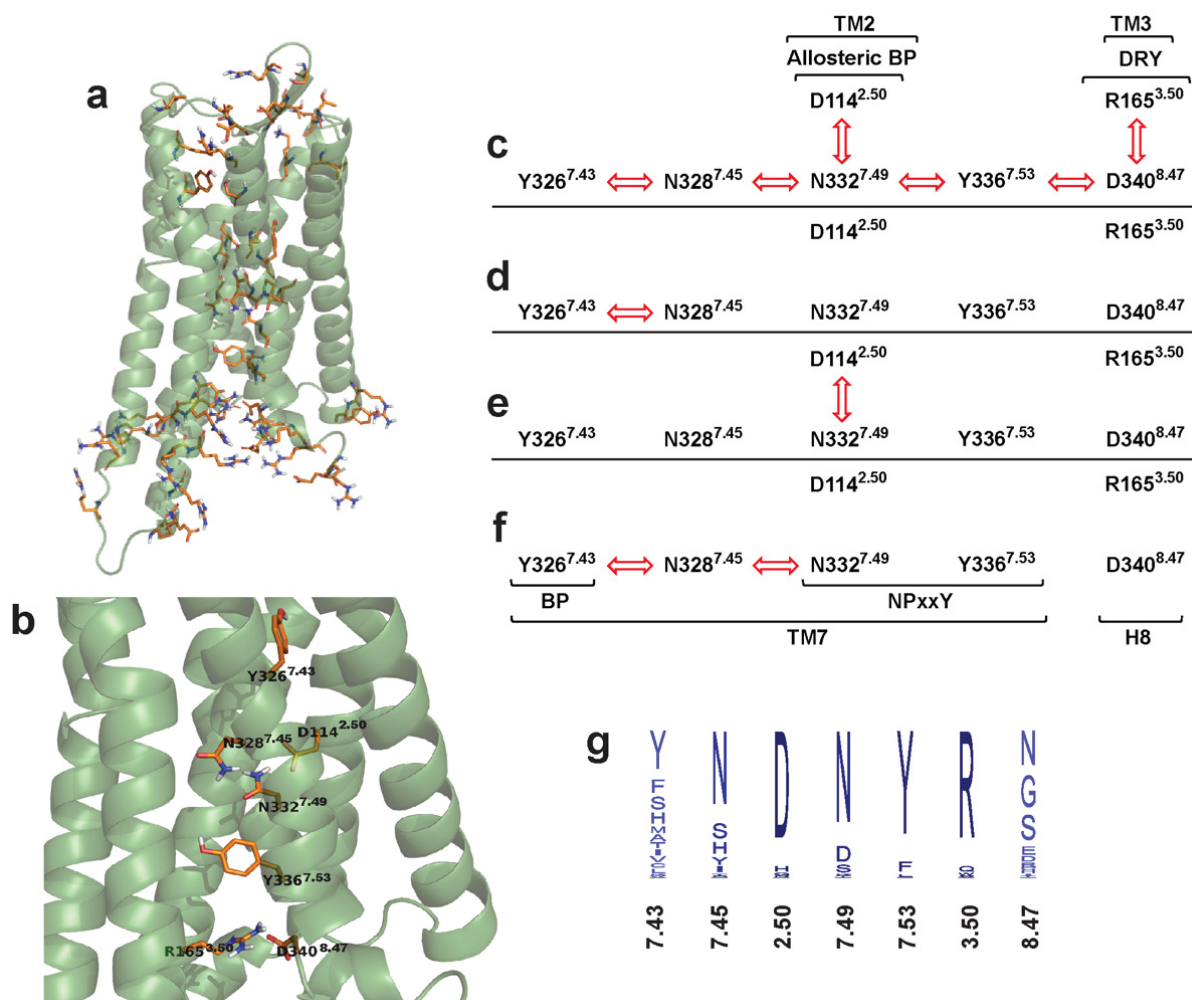 a
TM2
TM3
Allosteric BP
DRY
D114^2.50
R165^3.50
c
Y326^7.43
N328^7.45
N332^7.49
Y336^7.53
D340^8.47
D114^2.50
R165^3.50
d
Y326^7.43
N328^7.45
N332^7.49
Y336^7.53
D340^8.47
D114^2.50
R165^3.50
e
Y326^7.43
N328^7.45
N332^7.49
Y336^7.53
D340^8.47
D114^2.50
R165^3.50
f
Y326^7.43
N328^7.45
N332^7.49
Y336^7.53
D340^8.47
BP
NPxxY
TM7
H8
b
Y326^7.43
N328^7.45
D114^2.50
N332^7.49
Y336^7.53
R165^3.50
D340^8.47
g
Y N D N Y R N
F S H M A
S H Y
D S
F
G S
7.43
7.45
2.50
7.49
7.53
3.50
8.47